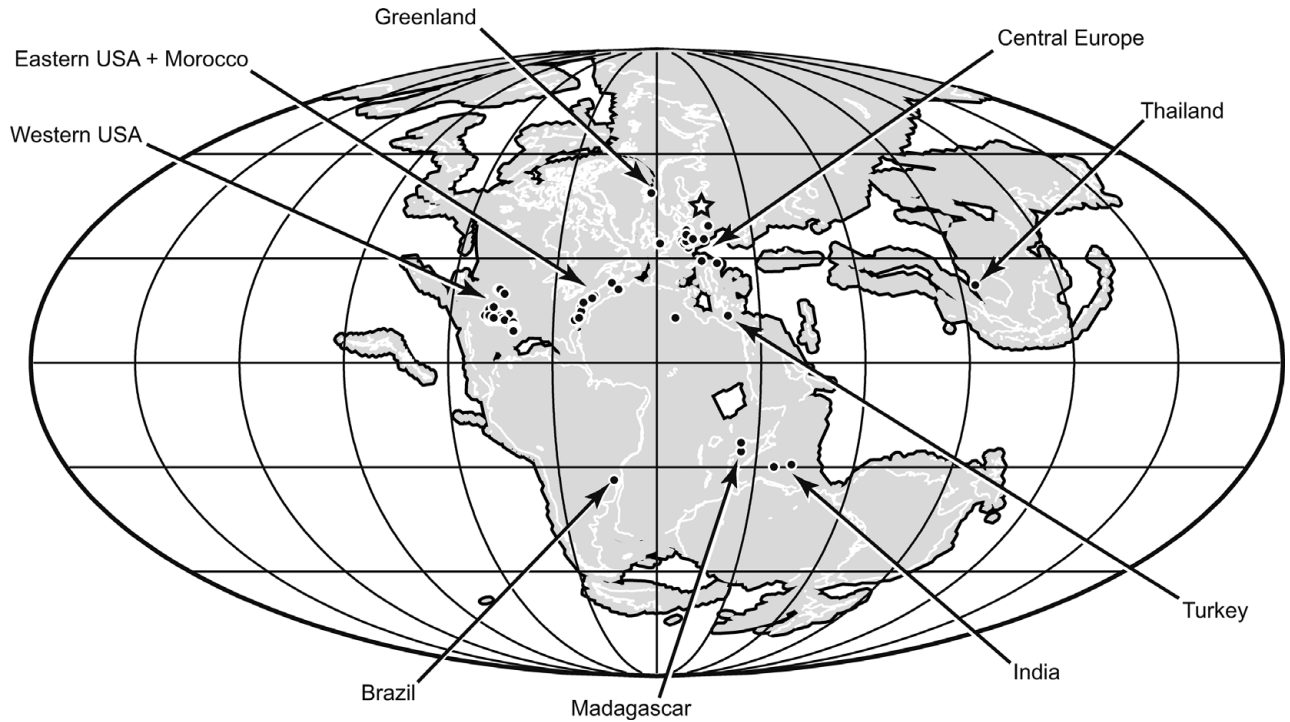 Greenland
Central Europe
Eastern USA + Morocco
Thailand
Western USA
Turkey
India
Brazil
Madagascar